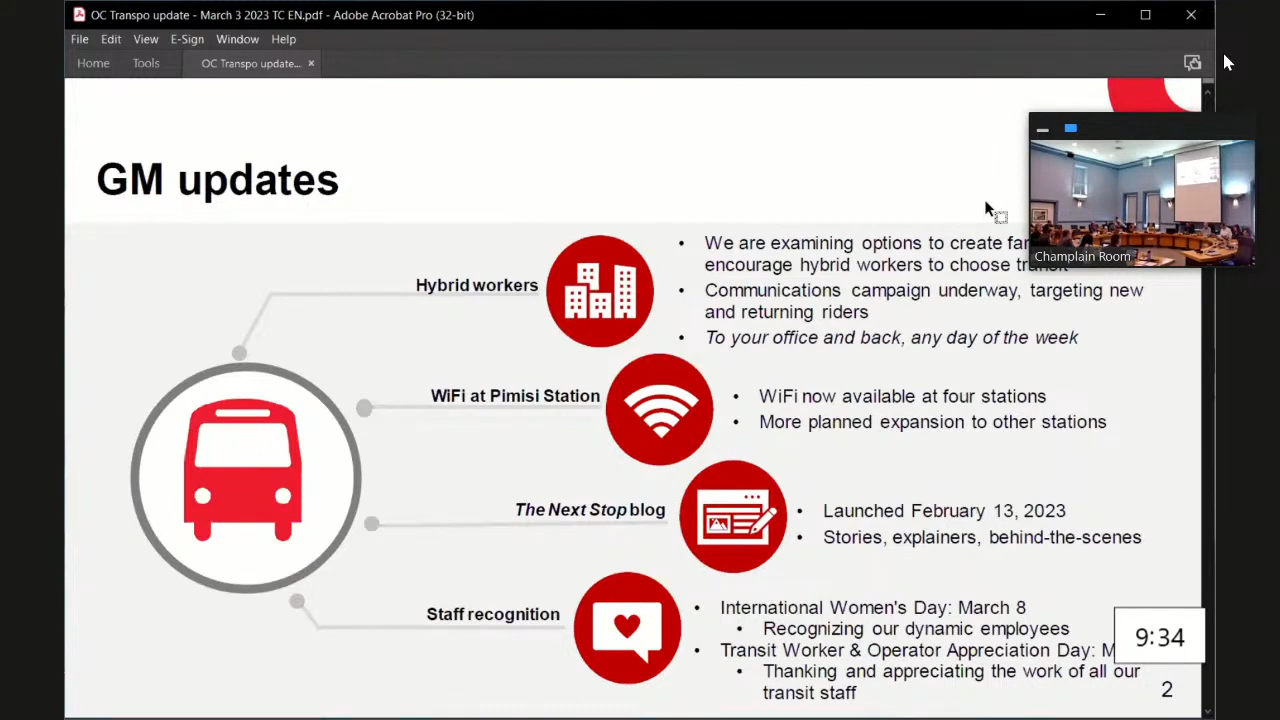 OC Transpo update - March 3 2023 TC EN.pdf - Adobe Acrobat Pro (32-bit)
File Edit View E-Sign Window Help
Home Tools OC Transpo update... ×
GM updates
Champlain Room
Hybrid workers
• We are examining options to create
encourage hybrid workers to choose transit
• Communications campaign underway, targeting new
and returning riders
• To your office and back, any day of the week
WiFi at Pimisi Station
• WiFi now available at four stations
• More planned expansion to other stations
The Next Stop blog
• Launched February 13, 2023
• Stories, explainers, behind-the-scenes
Staff recognition
• International Women's Day: March 8
• Recognizing our dynamic employees
• Transit Worker & Operator Appreciation Day:
• Thanking and appreciating the work of all our
transit staff
9:34
2